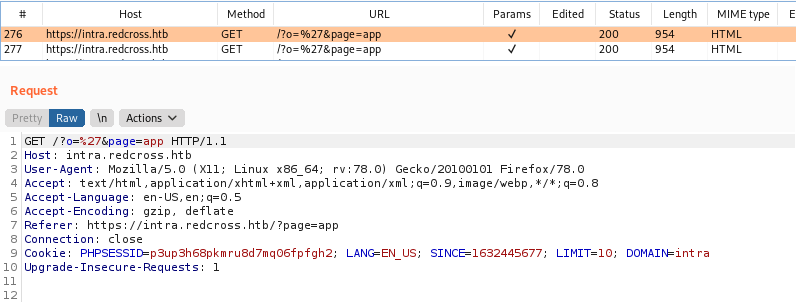 # Host Method URL Params Edited Status Length MIME type E
276 https://intra.redcross.htb GET /?o=%27&page=app ✓ 200 954 HTML
277 https://intra.redcross.htb GET /?o=%27&page=app ✓ 200 954 HTML
Request
Pretty Raw \n Actions
1 GET /?o=%27&page=app HTTP/1.1
2 Host: intra.redcross.htb
3 User-Agent: Mozilla/5.0 (X11; Linux x86_64; rv:78.0) Gecko/20100101 Firefox/78.0
4 Accept: text/html,application/xhtml+xml,application/xml;q=0.9,image/webp,*/*;q=0.8
5 Accept-Language: en-US,en;q=0.5
6 Accept-Encoding: gzip, deflate
7 Referer: https://intra.redcross.htb/?page=app
8 Connection: close
9 Cookie: PHPSESSID=p3up3h68pkmru8d7mq06fpfgh2; LANG=EN_US; SINCE=1632445677; LIMIT=10; DOMAIN=intra
10 Upgrade-Insecure-Requests: 1
11
12